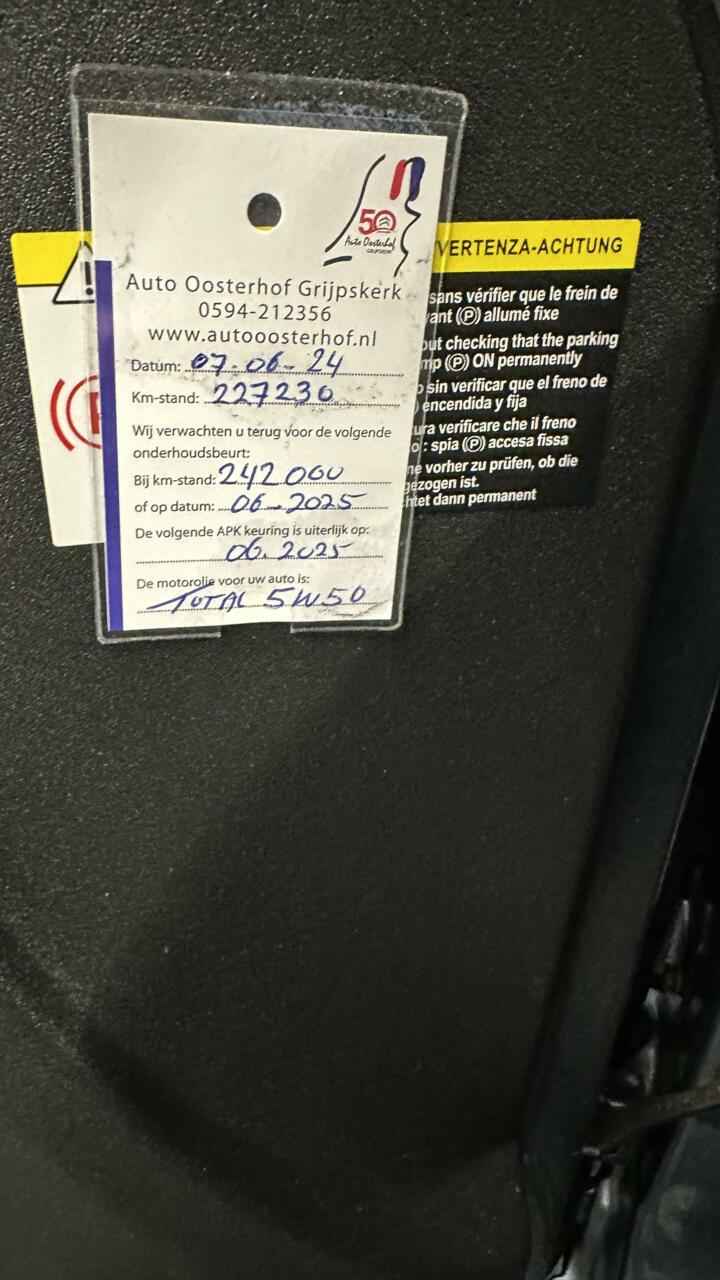 50
Auto Oosterhof
GRIJPSKERK
Auto Oosterhof Grijpskerk
0594-212356
www.autooosterhof.nl
Datum: 07-06-24
Km-stand: 227230
Wij verwachten u terug voor de volgende
onderhoudsbeurt:
Bij km-stand: 242000
of op datum: 06-2025
De volgende APK keuring is uiterlijk op:
06.2025
De motorolie voor uw auto is:
TOTAL 5W50
VERTENZA-ACHTUNG
sans vérifier que le frein de
(P) allumé fixe
checking that the parking
(P) ON permanently
sin verificar que el freno de
encendida y fija
verificare che il freno
: spia (P) accesa fissa
vorher zu prüfen, ob die
gezogen ist.
dann permanent